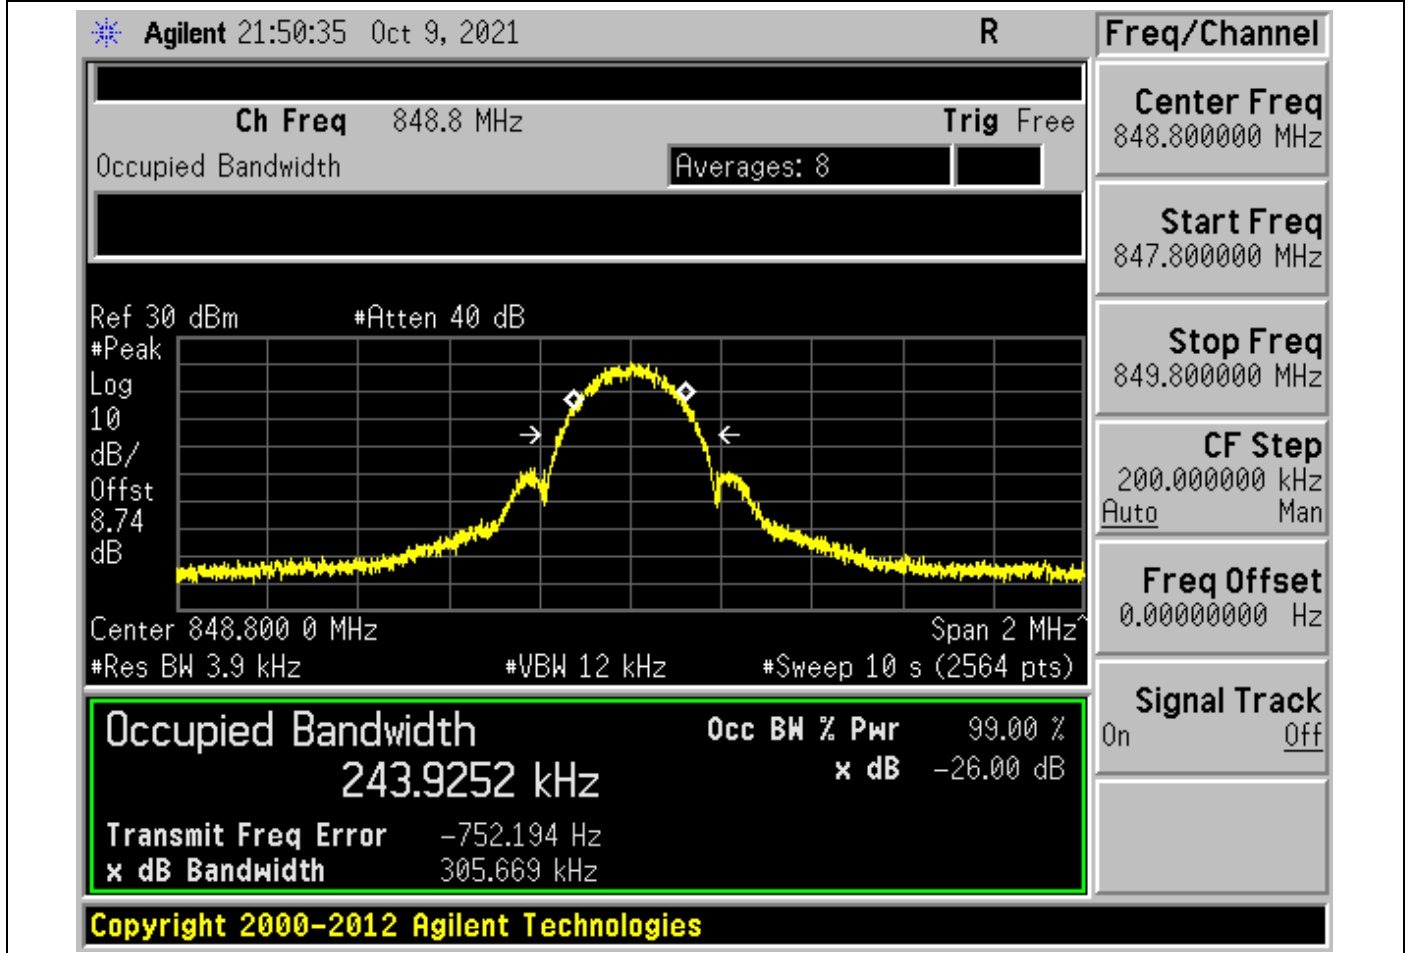 Agilent 21:50:35 Oct 9, 2021 R
Ch Freq 848.8 MHz Trig Free
Occupied Bandwidth Averages: 8
Ref 30 dBm #Atten 40 dB
#Peak
Log
10
dB/
Offst
8.74
dB
Center 848.800 0 MHz Span 2 MHz^
#Res BW 3.9 kHz #VBW 12 kHz #Sweep 10 s (2564 pts)
Occupied Bandwidth Occ BW % Pwr 99.00 %
243.9252 kHz x dB -26.00 dB
Transmit Freq Error -752.194 Hz
x dB Bandwidth 305.669 kHz
Copyright 2000-2012 Agilent Technologies
Freq/Channel
Center Freq
848.800000 MHz
Start Freq
847.800000 MHz
Stop Freq
849.800000 MHz
CF Step
200.000000 kHz
Auto Man
Freq Offset
0.00000000 Hz
Signal Track
On Off